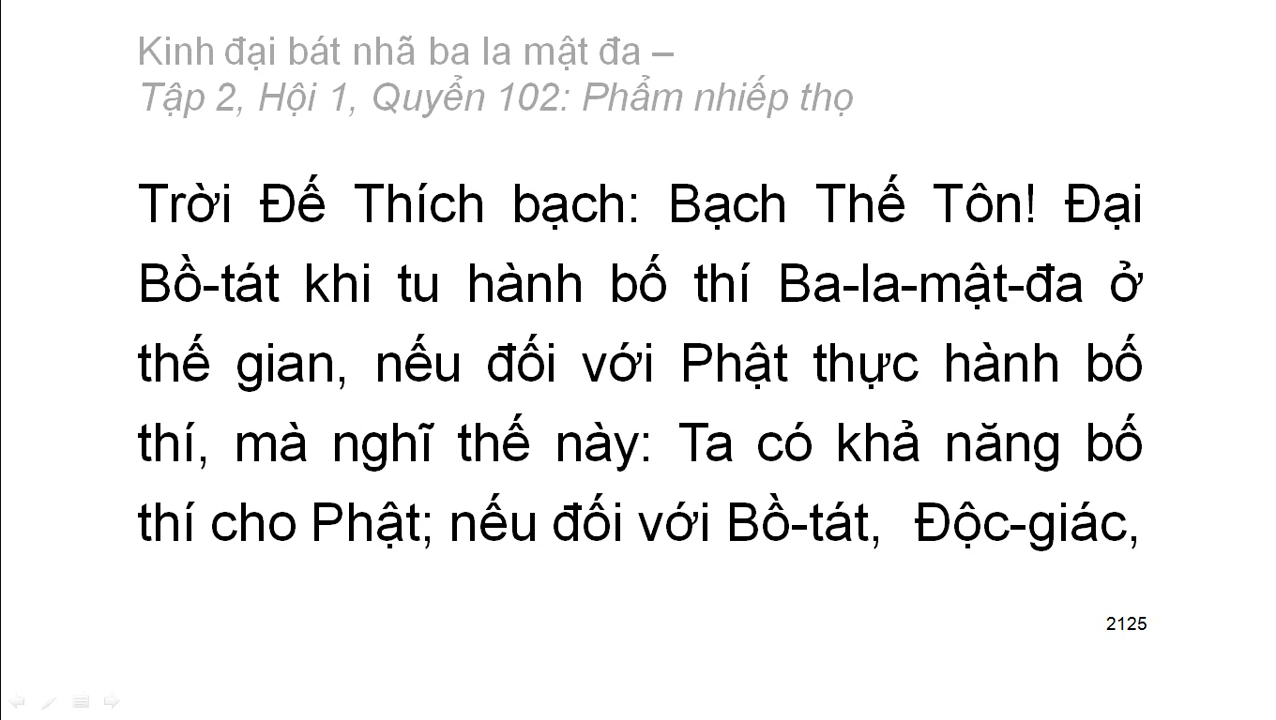 Kinh đại bát nhã ba la mật đa –
Tập 2, Hội 1, Quyển 102: Phẩm nhiếp thọ
Trời Đế Thích bạch: Bạch Thế Tôn! Đại
Bồ-tát khi tu hành bố thí Ba-la-mật-đa ở
thế gian, nếu đối với Phật thực hành bố
thí, mà nghĩ thế này: Ta có khả năng bố
thí cho Phật; nếu đối với Bồ-tát, Độc-giác,
2125